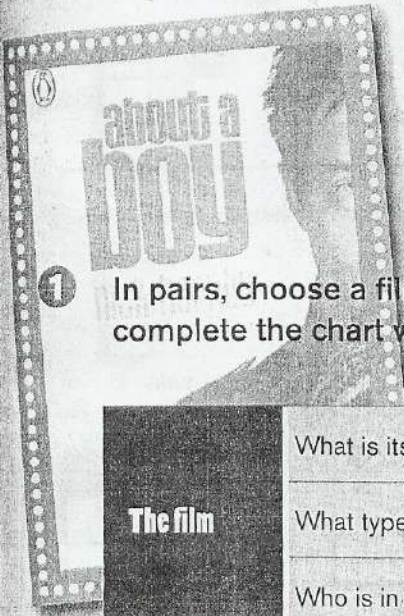 about a
boy
1 In pairs, choose a fil
complete the chart w
The film
What is its
What type
Who is in